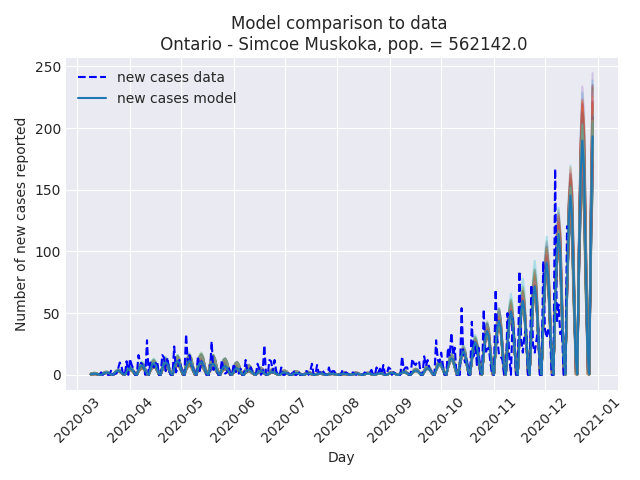 Model comparison to data
Ontario - Simcoe Muskoka, pop. = 562142.0
new cases data
new cases model
Number of new cases reported
250
200
150
100
50
0
2020-03
2020-04
2020-05
2020-06
2020-07
2020-08
2020-09
2020-10
2020-11
2020-12
2021-01
Day